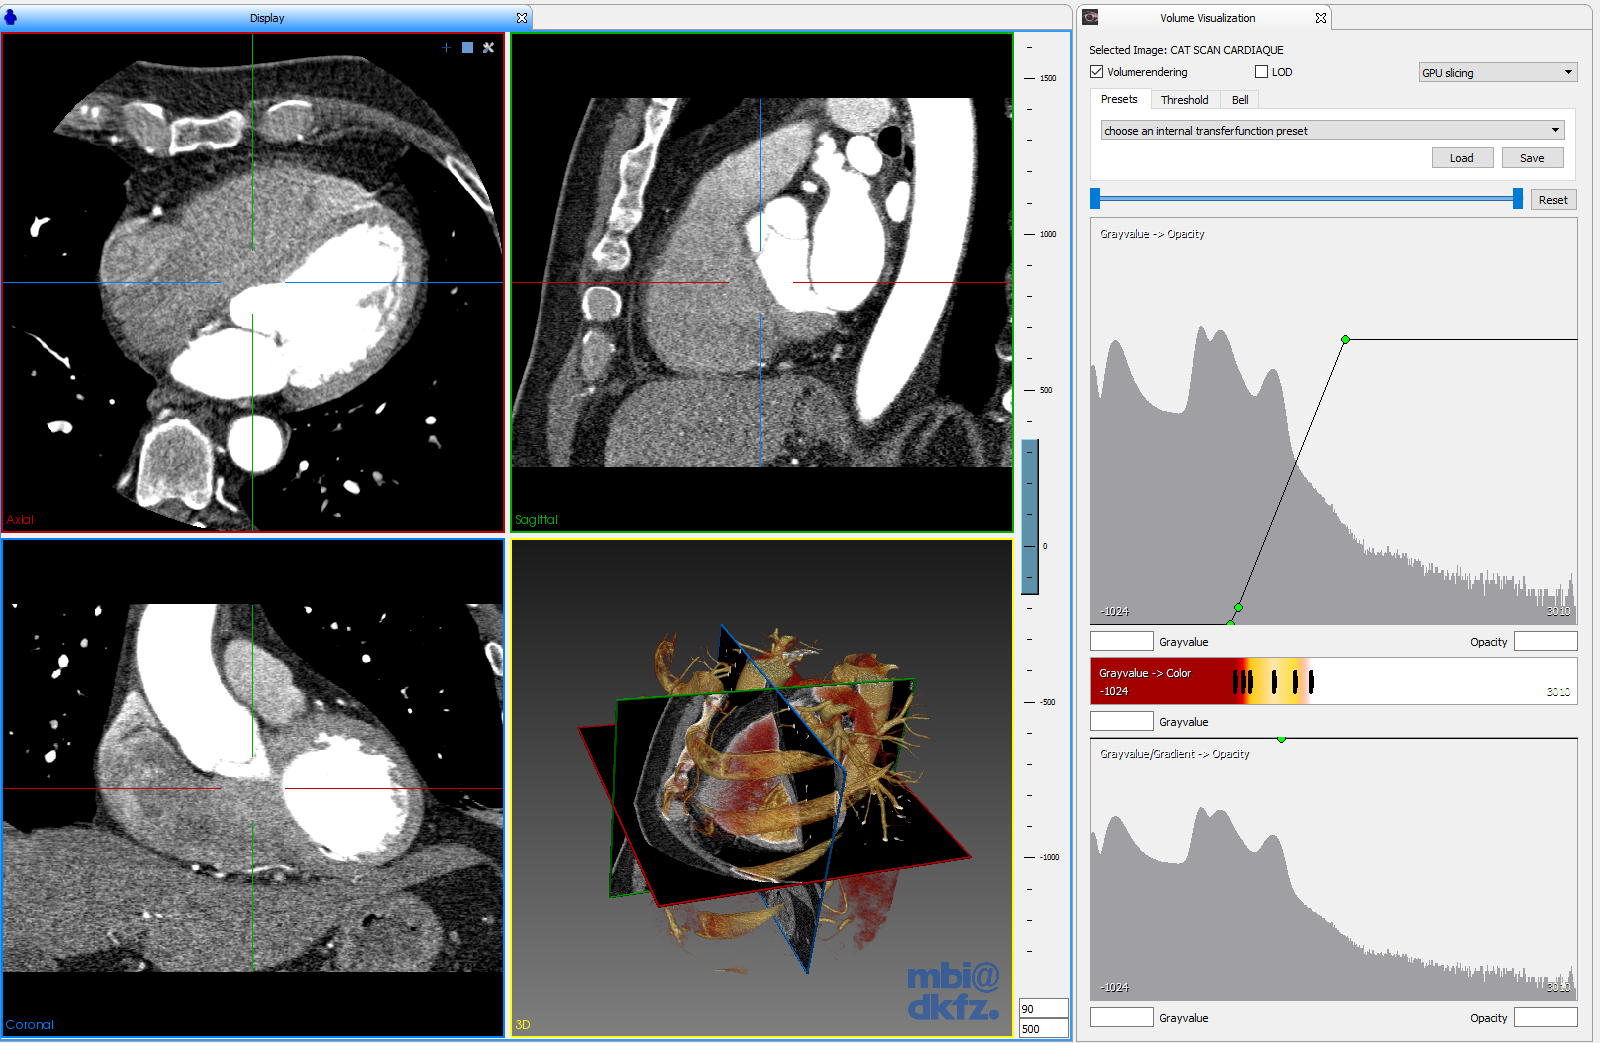 Display
Axial
Sagittal
Coronal
3D
mbi@
dkfz.
1500
1000
500
0
-500
-1000
90
500
Volume Visualization
Selected Image: CAT SCAN CARDIAQUE
Volumerendering
LOD
GPU slicing
Presets
Threshold
Bell
choose an internal transferfunction preset
Load
Save
Reset
Grayvalue -> Opacity
-1024
3010
Grayvalue
Opacity
Grayvalue -> Color
-1024
3010
Grayvalue
Grayvalue/Gradient -> Opacity
-1024
3010
Grayvalue
Opacity